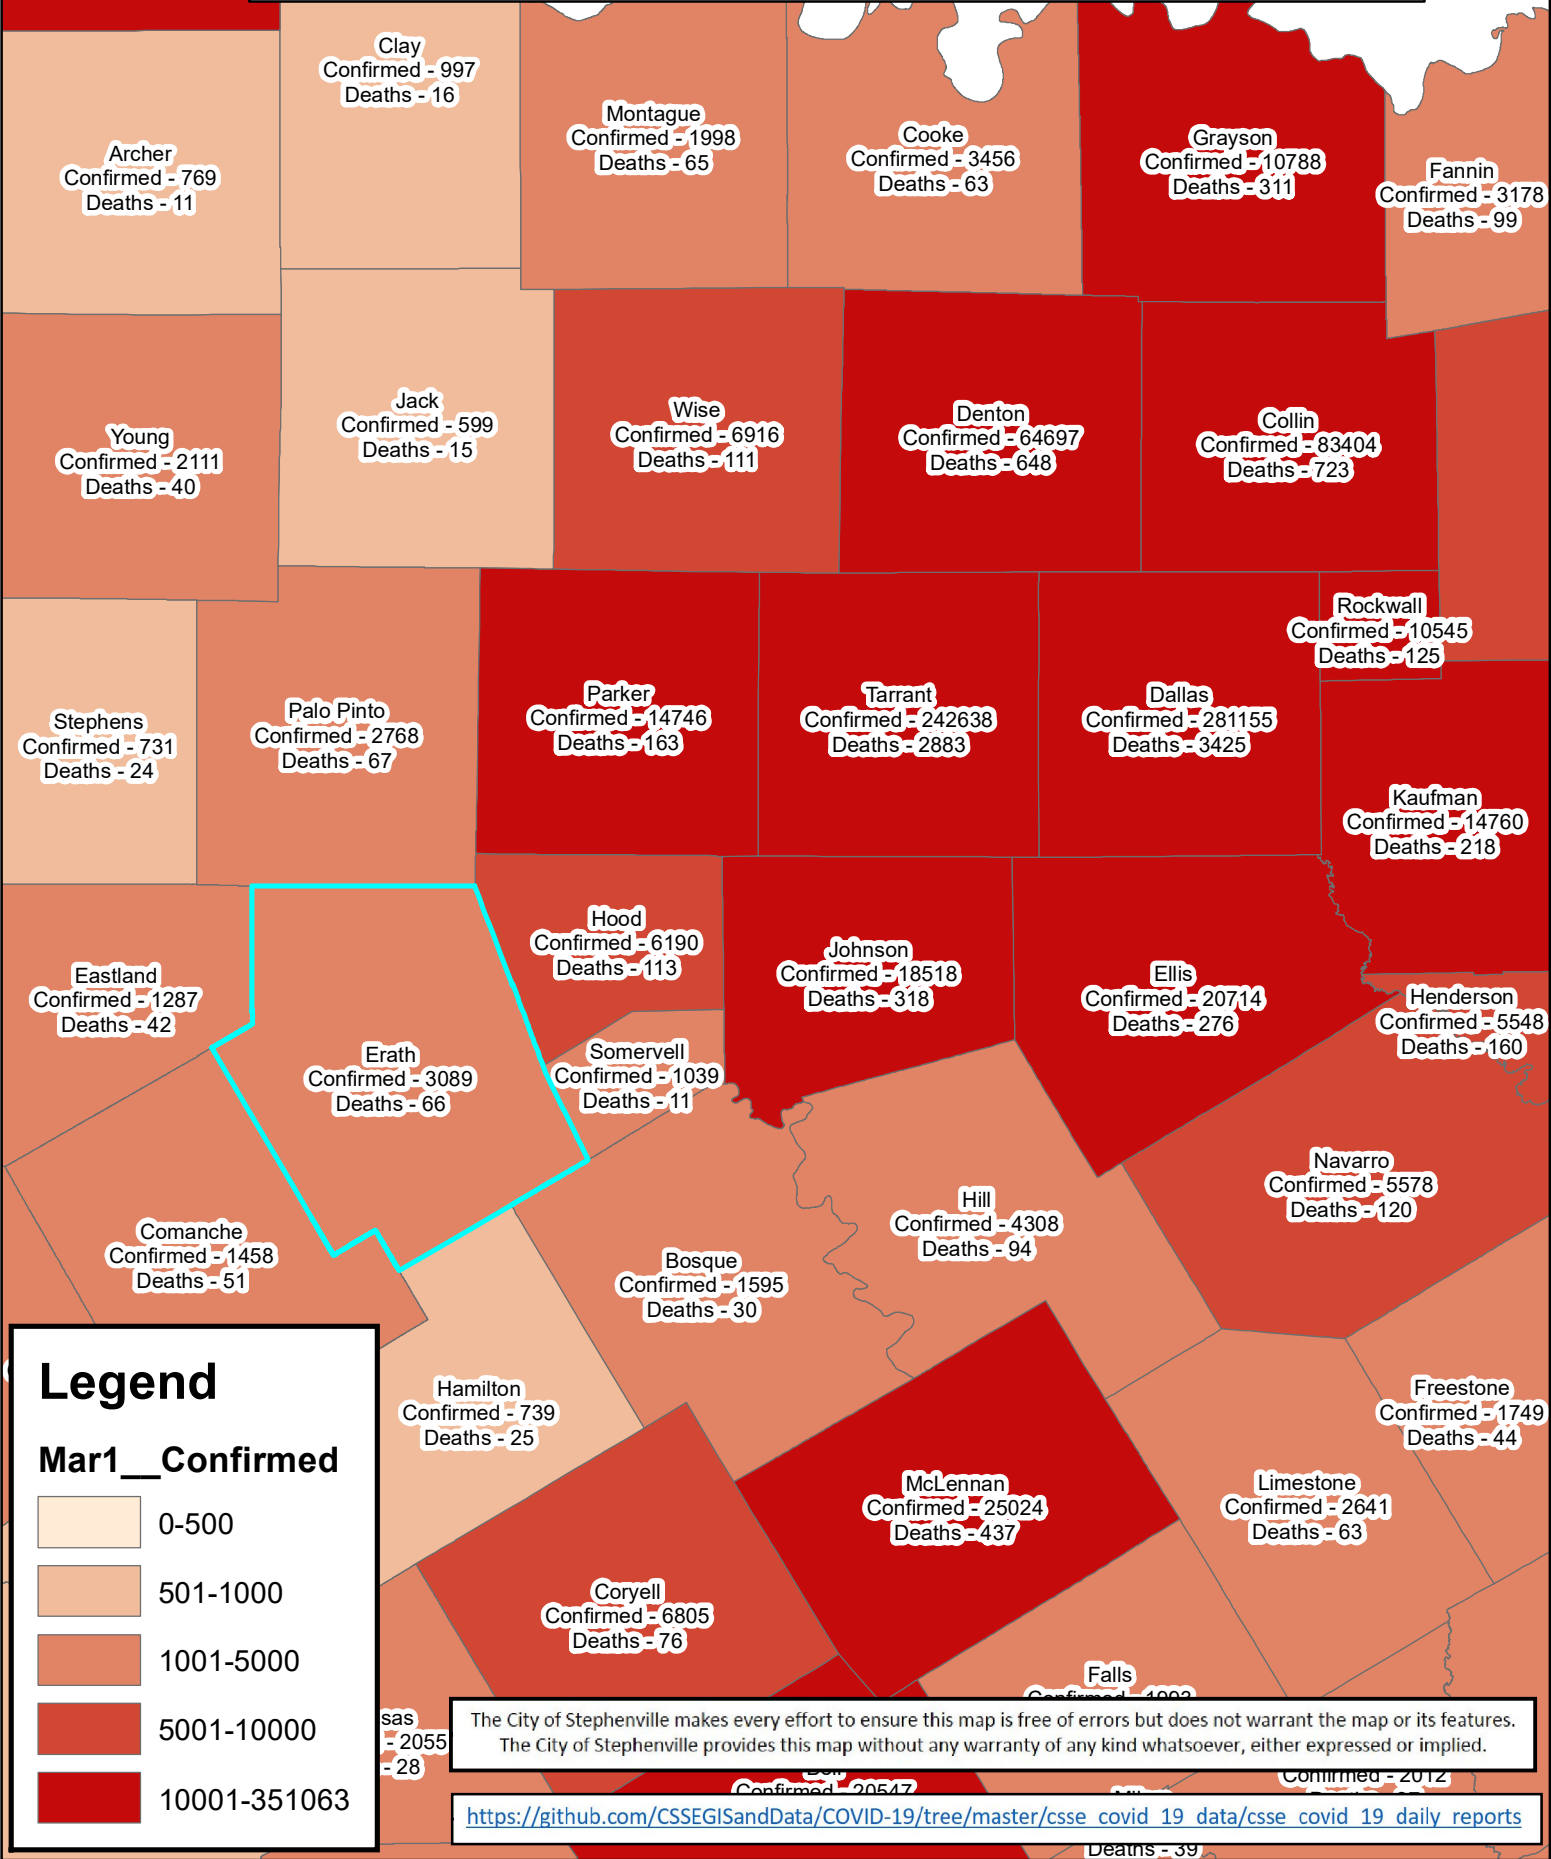 Clay
Confirmed - 997
Deaths - 16
Montague
Confirmed - 1998
Deaths - 65
Cooke
Confirmed - 3456
Deaths - 63
Grayson
Confirmed - 10788
Deaths - 311
Archer
Confirmed - 769
Deaths - 11
Fannin
Confirmed - 3178
Deaths - 99
Young
Confirmed - 2111
Deaths - 40
Jack
Confirmed - 599
Deaths - 15
Wise
Confirmed - 6916
Deaths - 111
Denton
Confirmed - 64697
Deaths - 648
Collin
Confirmed - 83404
Deaths - 723
Rockwall
Confirmed - 10545
Deaths - 125
Stephens
Confirmed - 731
Deaths - 24
Palo Pinto
Confirmed - 2768
Deaths - 67
Parker
Confirmed - 14746
Deaths - 163
Tarrant
Confirmed - 242638
Deaths - 2883
Dallas
Confirmed - 281155
Deaths - 3425
Kaufman
Confirmed - 14760
Deaths - 218
Eastland
Confirmed - 1287
Deaths - 42
Hood
Confirmed - 6190
Deaths - 113
Johnson
Confirmed - 18518
Deaths - 318
Ellis
Confirmed - 20714
Deaths - 276
Henderson
Confirmed - 5548
Deaths - 160
Erath
Confirmed - 3089
Deaths - 66
Somervell
Confirmed - 1039
Deaths - 11
Navarro
Confirmed - 5578
Deaths - 120
Comanche
Confirmed - 1458
Deaths - 51
Bosque
Confirmed - 1595
Deaths - 30
Hill
Confirmed - 4308
Deaths - 94
Hamilton
Confirmed - 739
Deaths - 25
Freestone
Confirmed - 1749
Deaths - 44
McLennan
Confirmed - 25024
Deaths - 437
Limestone
Confirmed - 2641
Deaths - 63
Coryell
Confirmed - 6805
Deaths - 76
Falls
sas
- 2055
- 28
Confirmed - 20547
Confirmed - 2012
Deaths - 39
Legend
Mar1__Confirmed
0-500
501-1000
1001-5000
5001-10000
10001-351063
The City of Stephenville makes every effort to ensure this map is free of errors but does not warrant the map or its features.
The City of Stephenville provides this map without any warranty of any kind whatsoever, either expressed or implied.
https://github.com/CSSEGISandData/COVID-19/tree/master/csse_covid_19_data/csse_covid_19_daily_reports